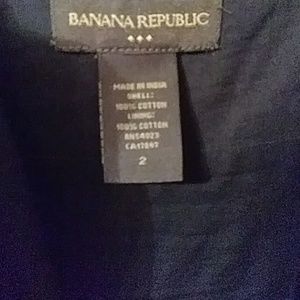 BANANA REPUBLIC
MADE IN INDIA
SHELL:
100% COTTON
LINING:
100% COTTON
RN54023
CA17897
2